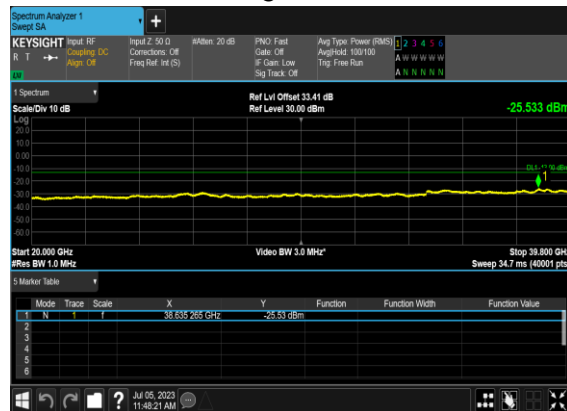 Spectrum Analyzer 1
Swept SA
+
KEYSIGHT Input: RF Input Z: 50 Ω #Atten: 20 dB PNO: Fast Avg Type: Power (RMS) 1 2 3 4 5 6
R T Coupling: DC Corrections: Off Gate: Off Avg|Hold: 100/100 A W W W W W
Align: Off Freq Ref: Int (S) IF Gain: Low Trig: Free Run
Sig Track: Off A N N N N N
1 Spectrum
Ref Lvl Offset 33.41 dB
Scale/Div 10 dB Ref Level 30.00 dBm -25.533 dBm
Log
20.0
10.0
0.00
-10.0
-20.0
-30.0
-40.0
-50.0
-60.0
1
Start 20.000 GHz Video BW 3.0 MHz* Stop 39.800 GHz
#Res BW 1.0 MHz Sweep 34.7 ms (40001 pts)
5 Marker Table
Mode Trace Scale X Y Function Function Width Function Value
1 N 1 f 38.635 265 GHz -25.53 dBm
2
3
4
5
6
? Jul 05, 2023
11:48:21 AM